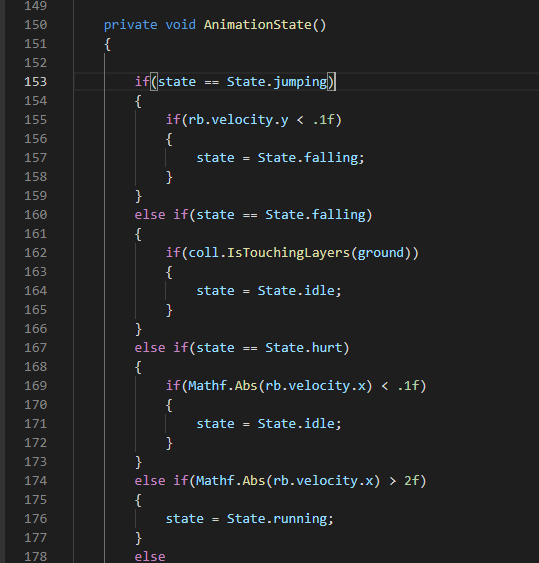 149
150 private void AnimationState()
151 {
152
153 if(state == State.jumping)
154 {
155 if(rb.velocity.y < .1f)
156 {
157 state = State.falling;
158 }
159 }
160 else if(state == State.falling)
161 {
162 if(coll.IsTouchingLayers(ground))
163 {
164 state = State.idle;
165 }
166 }
167 else if(state == State.hurt)
168 {
169 if(Mathf.Abs(rb.velocity.x) < .1f)
170 {
171 state = State.idle;
172 }
173 }
174 else if(Mathf.Abs(rb.velocity.x) > 2f)
175 {
176 state = State.running;
177 }
178 else